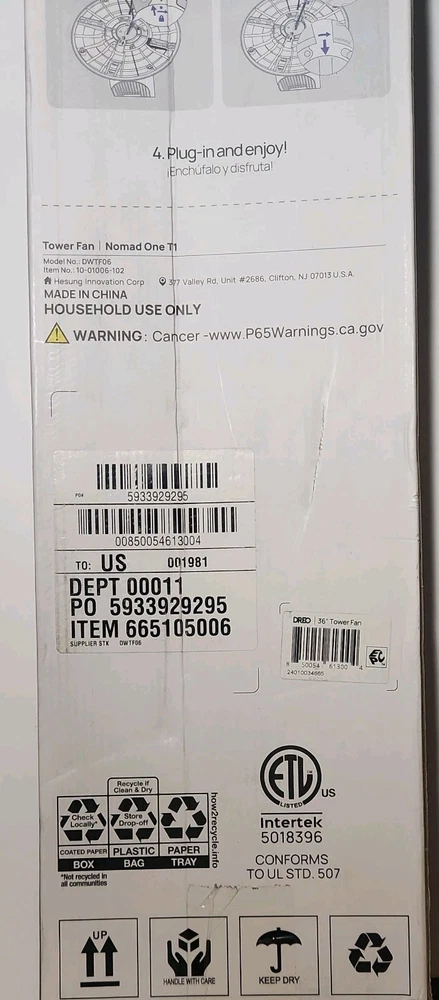 4. Plug-in and enjoy!
¡Enchúfalo y disfruta!
Tower Fan | Nomad One T1
Model No.: DWTF06
Item No.: 10-01006-102
Hesung Innovation Corp 377 Valley Rd, Unit #2686, Clifton, NJ 07013 U.S.A.
MADE IN CHINA
HOUSEHOLD USE ONLY
WARNING: Cancer -www.P65Warnings.ca.gov
PO# 5933929295
00850054613004
TO: US 001981
DEPT 00011
PO 5933929295
ITEM 665105006
SUPPLIER STK DWTF06
DREO 36" Tower Fan
8 50054 61300 4
24010034665
ETL
LISTED
US
Intertek
5018396
CONFORMS
TO UL STD. 507
Recycle if
Clean & Dry
Check
Locally*
Store
Drop-off
COATED PAPER
BOX
PLASTIC
BAG
PAPER
TRAY
how2recycle.info
*Not recycled in
all communities
UP
HANDLE WITH CARE
KEEP DRY